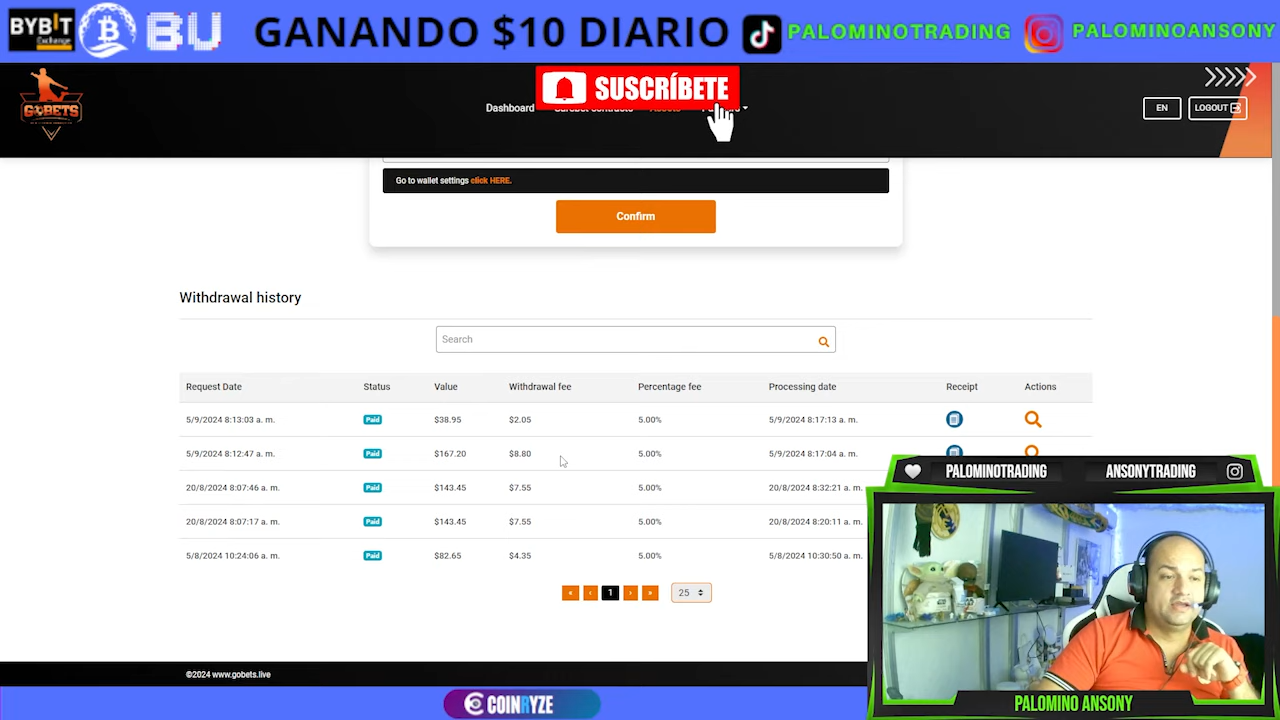 BYBIT
Exchange
BU
GANANDO $10 DIARIO
PALOMINOTRADING
PALOMINOANSONY
GOBETS
SUSCRÍBETE
Dashboard
EN
LOGOUT
Go to wallet settings click HERE.
Confirm
Withdrawal history
Search
Request Date Status Value Withdrawal fee Percentage fee Processing date Receipt Actions
5/9/2024 8:13:03 a. m. Paid $38.95 $2.05 5.00% 5/9/2024 8:17:13 a. m.
5/9/2024 8:12:47 a. m. Paid $167.20 $8.80 5.00% 5/9/2024 8:17:04 a. m.
20/8/2024 8:07:46 a. m. Paid $143.45 $7.55 5.00% 20/8/2024 8:32:21 a. m.
20/8/2024 8:07:17 a. m. Paid $143.45 $7.55 5.00% 20/8/2024 8:20:11 a. m.
5/8/2024 10:24:06 a. m. Paid $82.65 $4.35 5.00% 5/8/2024 10:30:50 a. m.
« ‹ 1 › » 25
PALOMINOTRADING
ANSONYTRADING
©2024 www.gobets.live
COINRYZE
PALOMINO ANSONY